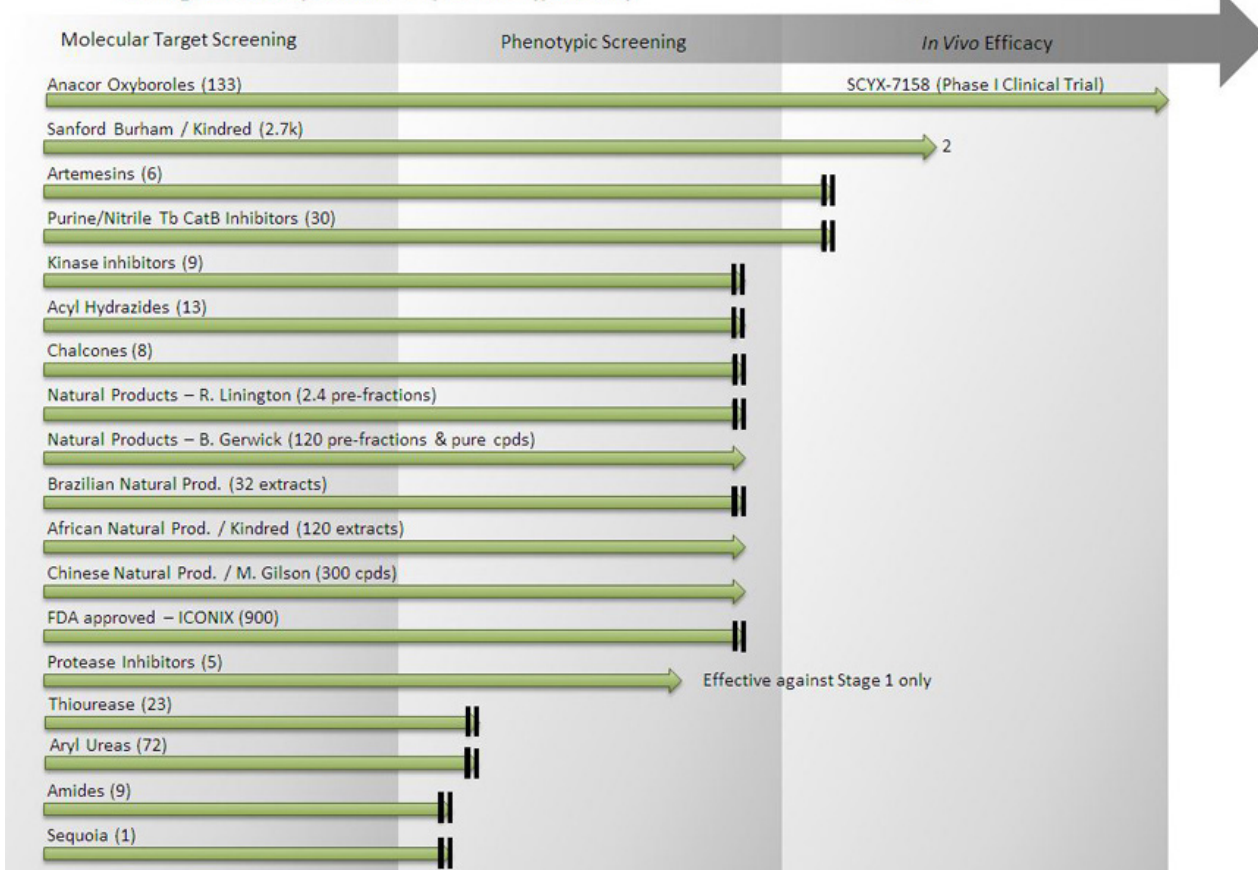 Molecular Target Screening
Phenotypic Screening
In Vivo Efficacy
Anacor Oxyboroles (133)
SCYX-7158 (Phase I Clinical Trial)
Sanford Burham / Kindred (2.7k)
2
Artemesins (6)
Purine/Nitrile Tb CatB Inhibitors (30)
Kinase inhibitors (9)
Acyl Hydrazides (13)
Chalcones (8)
Natural Products – R. Linington (2.4 pre-fractions)
Natural Products – B. Gerwick (120 pre-fractions & pure cpds)
Brazilian Natural Prod. (32 extracts)
African Natural Prod. / Kindred (120 extracts)
Chinese Natural Prod. / M. Gilson (300 cpds)
FDA approved – ICONIX (900)
Protease Inhibitors (5)
Effective against Stage 1 only
Thiourease (23)
Aryl Ureas (72)
Amides (9)
Sequoia (1)